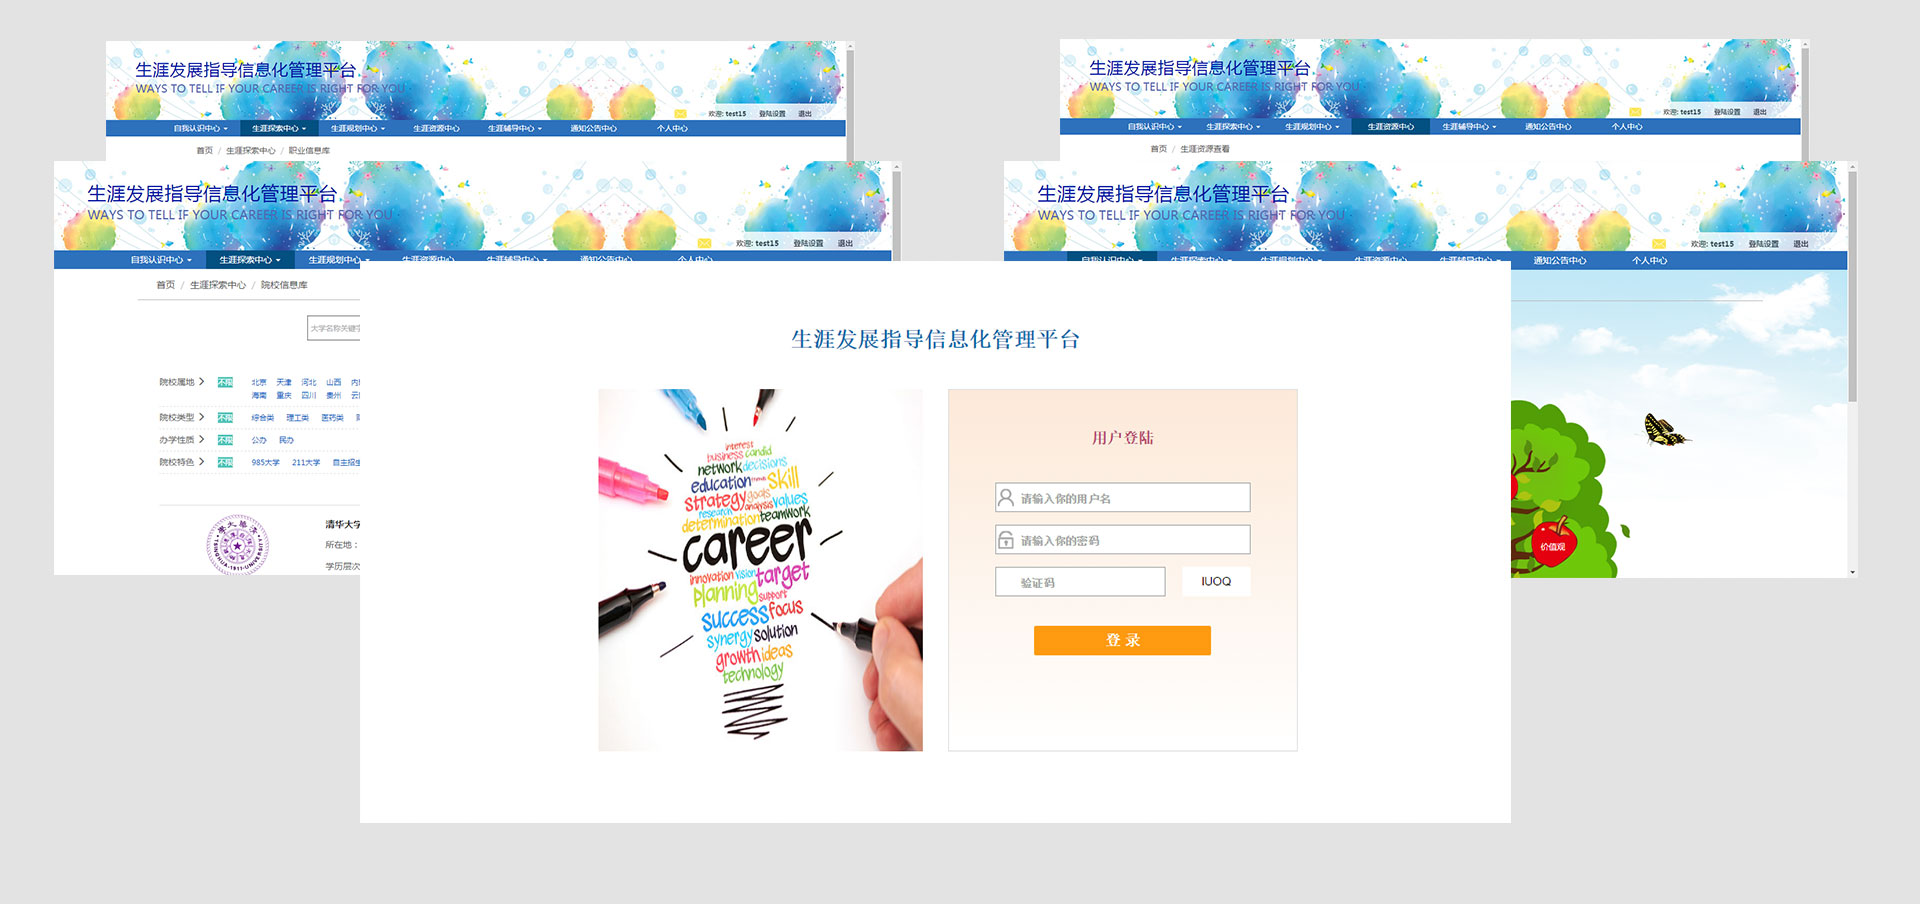 生涯发展指导信息化管理平台
WAYS TO TELL IF YOUR CAREER IS RIGHT FOR YOU
欢迎: test15 登陆设置 退出
自我认识中心 生涯探索中心 生涯规划中心 生涯资源中心 生涯辅导中心 通知公告中心 个人中心
首页 / 生涯探索中心 / 职业信息库
生涯发展指导信息化管理平台
WAYS TO TELL IF YOUR CAREER IS RIGHT FOR YOU
欢迎: test15 登陆设置 退出
自我认识中心 生涯探索中心 生涯规划中心 生涯资源中心 生涯辅导中心 通知公告中心 个人中心
首页 / 生涯资源查看
生涯发展指导信息化管理平台
WAYS TO TELL IF YOUR CAREER IS RIGHT FOR YOU
欢迎: test15 登陆设置 退出
自我认识中心 生涯探索中心 生涯规划中心 生涯资源中心 生涯辅导中心 通知公告中心 个人中心
首页 / 生涯探索中心 / 院校信息库
大学名称关键字
院校属地 不限 北京 天津 河北 山西
海南 重庆 四川 贵州
院校类型 不限 综合类 理工类 医药类
办学性质 不限 公办 民办
院校特色 不限 985大学 211大学 自主招生
清华大学
TSINGHUA UNIVERSITY
1911
清华大学
所在地：
学历层次
生涯发展指导信息化管理平台
WAYS TO TELL IF YOUR CAREER IS RIGHT FOR YOU
欢迎: test15 登陆设置 退出
自我认识中心 生涯探索中心 生涯规划中心 生涯资源中心 生涯辅导中心 通知公告中心 个人中心
价值观
生涯发展指导信息化管理平台
interest
business candid
network decisions
education skill
strategy goals
research analysis values
determination teamwork
career
innovation vision target
planning support
success focus
synergy solution
growth ideas
technology
用户登陆
请输入你的用户名
请输入你的密码
验证码 IUOQ
登 录